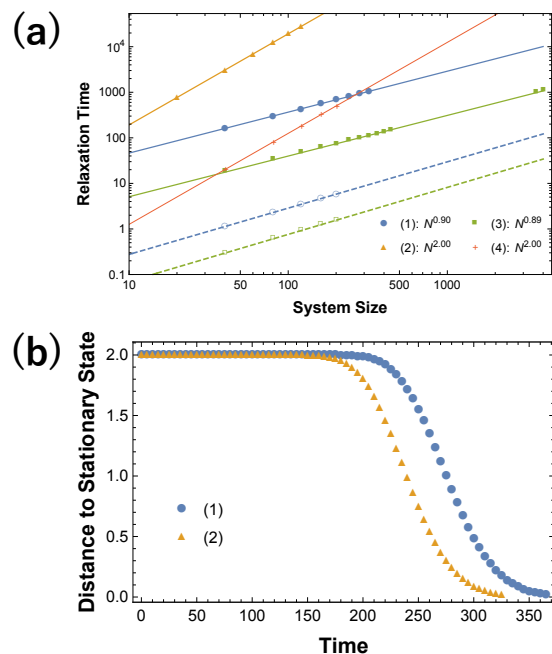 (a)
10^4
1000
100
10
1
0.1
Relaxation Time
(1): N^0.90
(3): N^0.89
(2): N^2.00
(4): N^2.00
10
50
100
500
1000
System Size
(b)
2.0
1.5
1.0
0.5
0.0
Distance to Stationary State
(1)
(2)
0
50
100
150
200
250
300
350
Time